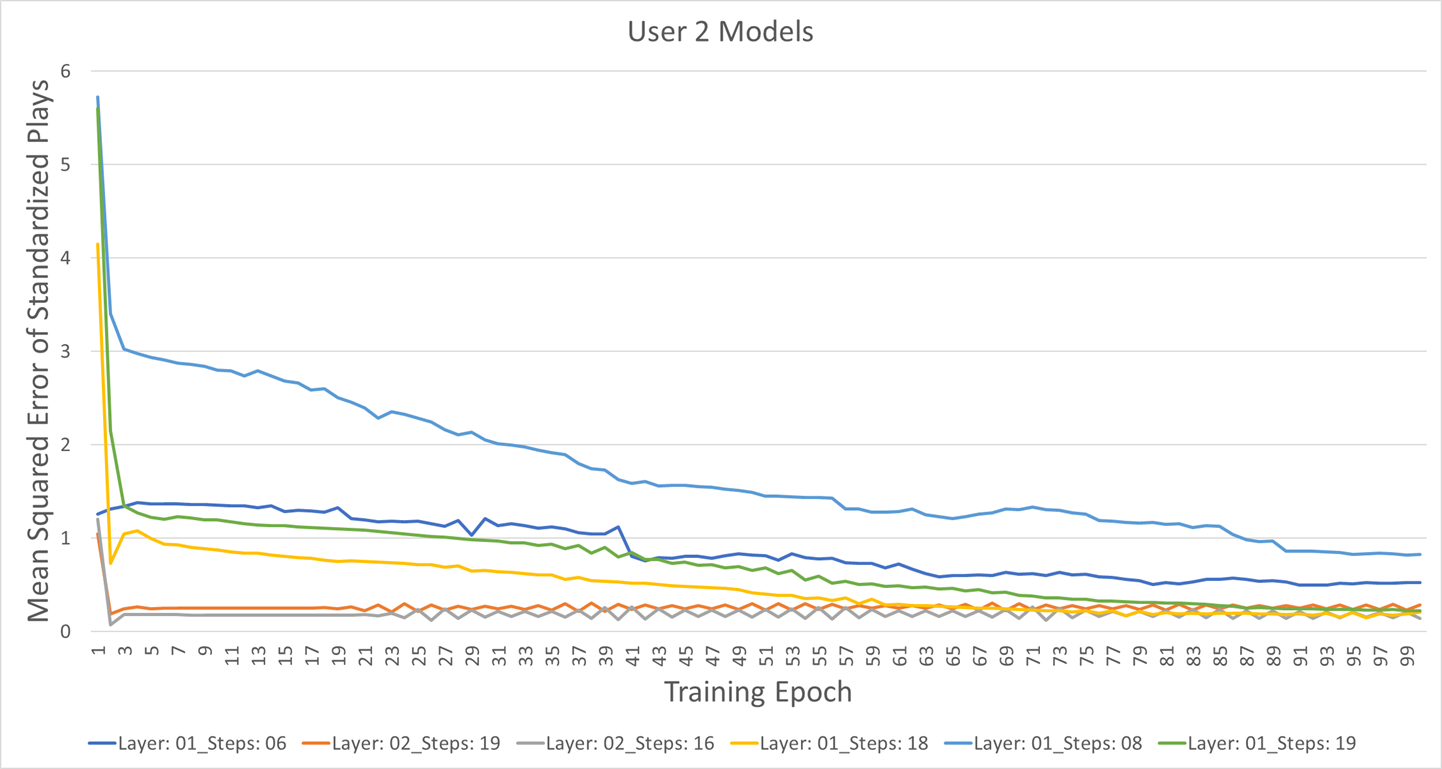 User 2 Models
Mean Squared Error of Standardized Plays
6
5
4
3
2
1
0
1 3 5 7 9 11 13 15 17 19 21 23 25 27 29 31 33 35 37 39 41 43 45 47 49 51 53 55 57 59 61 63 65 67 69 71 73 75 77 79 81 83 85 87 89 91 93 95 97 99
Training Epoch
Layer: 01_Steps: 06 Layer: 02_Steps: 19 Layer: 02_Steps: 16 Layer: 01_Steps: 18 Layer: 01_Steps: 08 Layer: 01_Steps: 19